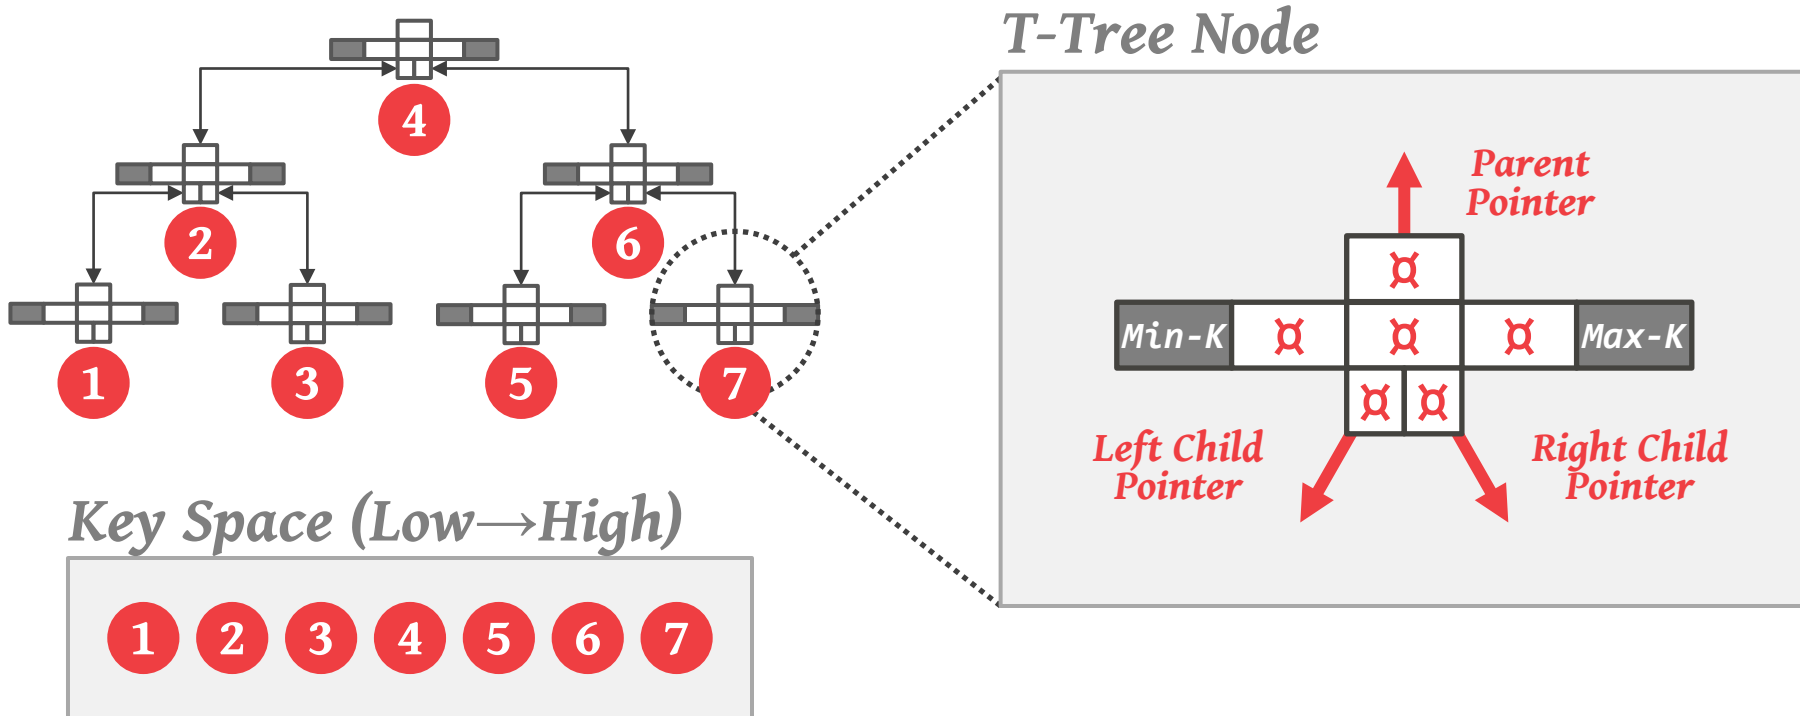 T-Tree Node
4
2
6
1
3
5
7
Parent
Pointer
¤
Min-K ¤ ¤ ¤ Max-K
¤ ¤
Left Child
Pointer
Right Child
Pointer
Key Space (Low→High)
1 2 3 4 5 6 7